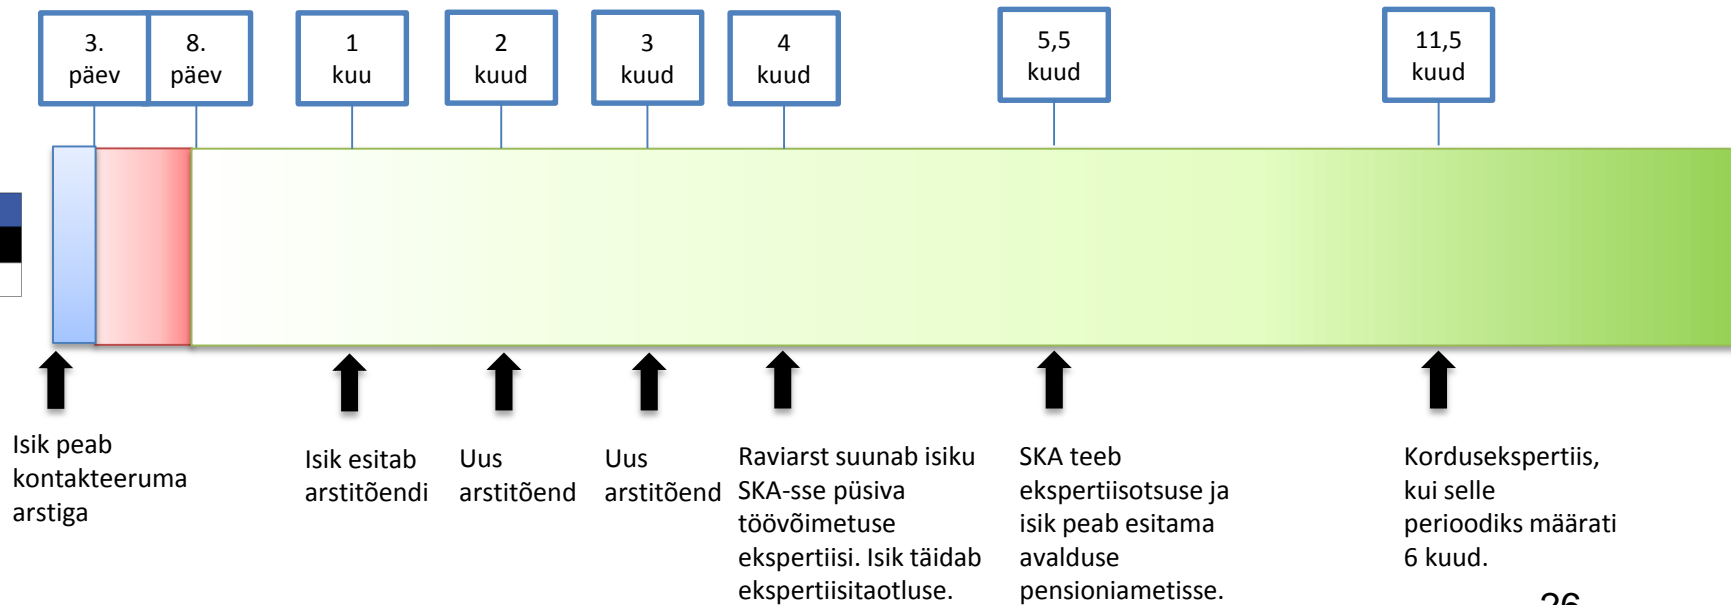 3.
päev
8.
päev
1
kuu
2
kuud
3
kuud
4
kuud
5,5
kuud
11,5
kuud
Isik peab
kontakteeruma
arstiga
Isik esitab
arstitõendi
Uus
arstitõend
Uus
arstitõend
Raviarst suunab isiku
SKA-sse püsiva
töövõimetuse
ekspertiisi. Isik täidab
ekspertiisitaotluse.
SKA teeb
ekspertiisotsuse ja
isik peab esitama
avalduse
pensioniametisse.
Kordusekspertiis,
kui selle
perioodiks määrati
6 kuud.
26